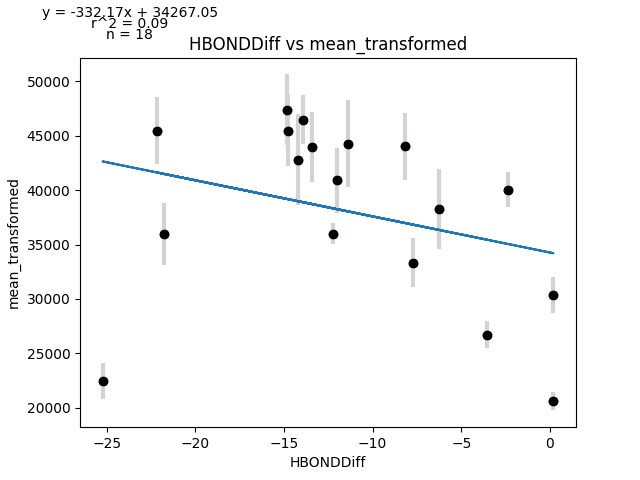 y = -332.17x + 34267.05
r^2 = 0.09
n = 18
HBONDDiff vs mean_transformed
50000
45000
40000
35000
30000
25000
20000
mean_transformed
−25
−20
−15
−10
−5
0
HBONDDiff